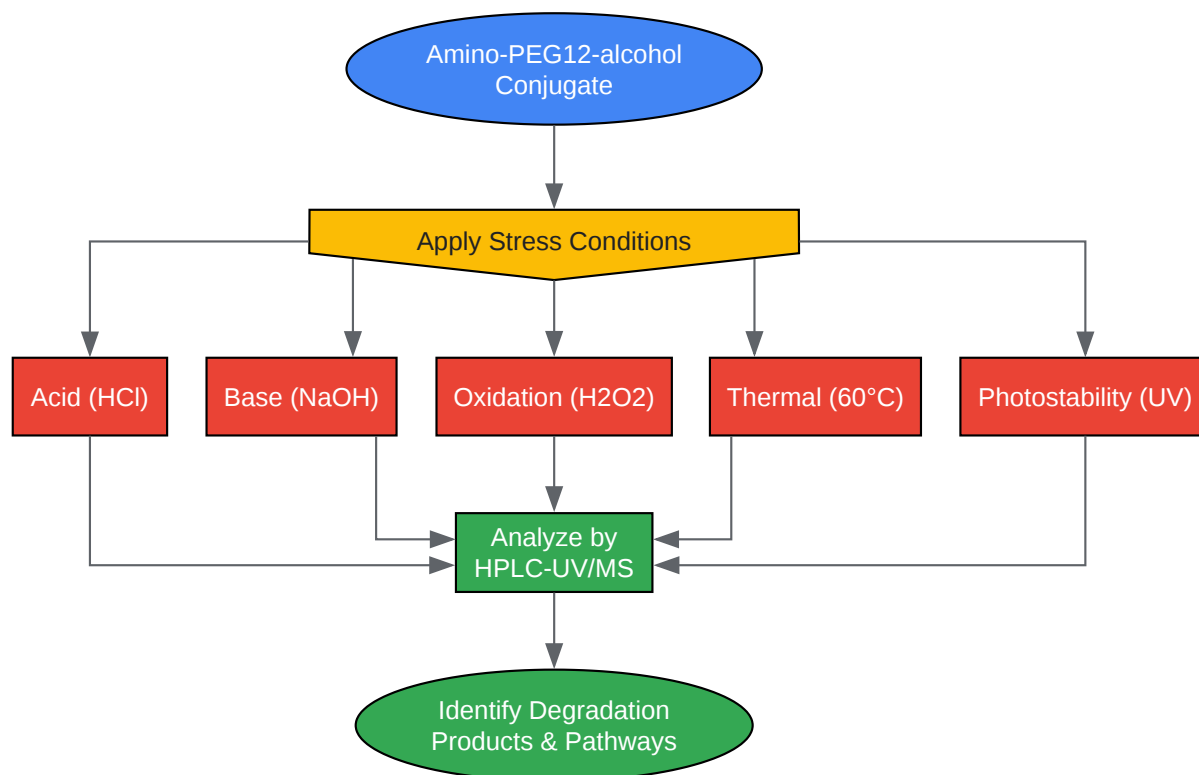 Amino-PEG12-alcohol
Conjugate
Apply Stress Conditions
Acid (HCl)
Base (NaOH)
Oxidation (H2O2)
Thermal (60°C)
Photostability (UV)
Analyze by
HPLC-UV/MS
Identify Degradation
Products & Pathways